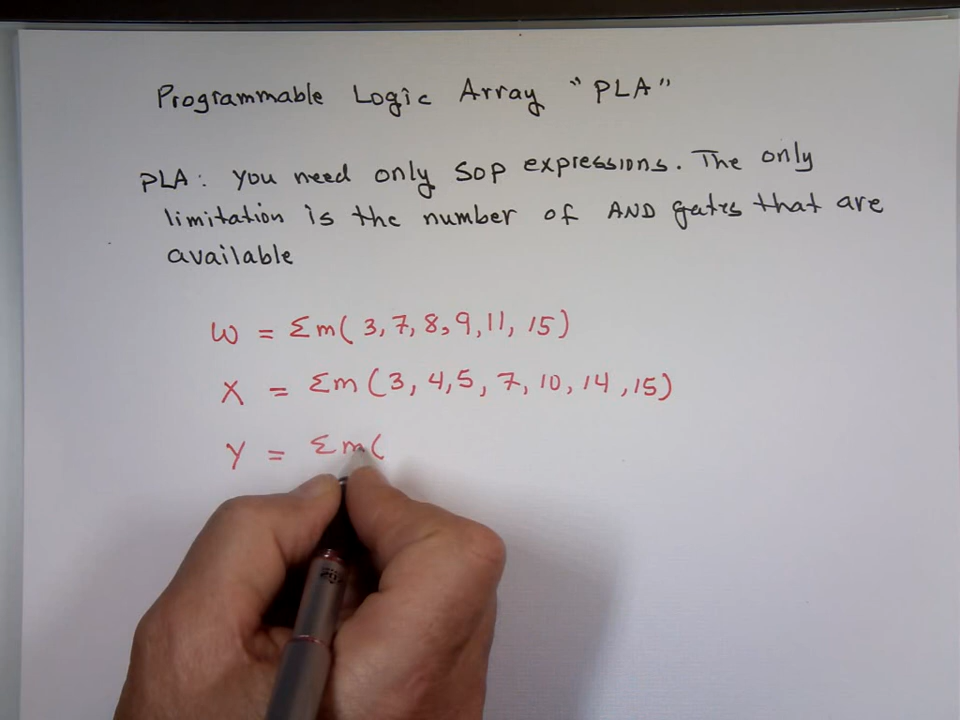 Programmable Logic Array "PLA"
PLA: you need only SOP expressions. The only
limitation is the number of AND gates that are
available
W = Σm( 3, 7, 8, 9, 11, 15)
X = Σm (3, 4, 5, 7, 10, 14, 15)
Y = Σm(